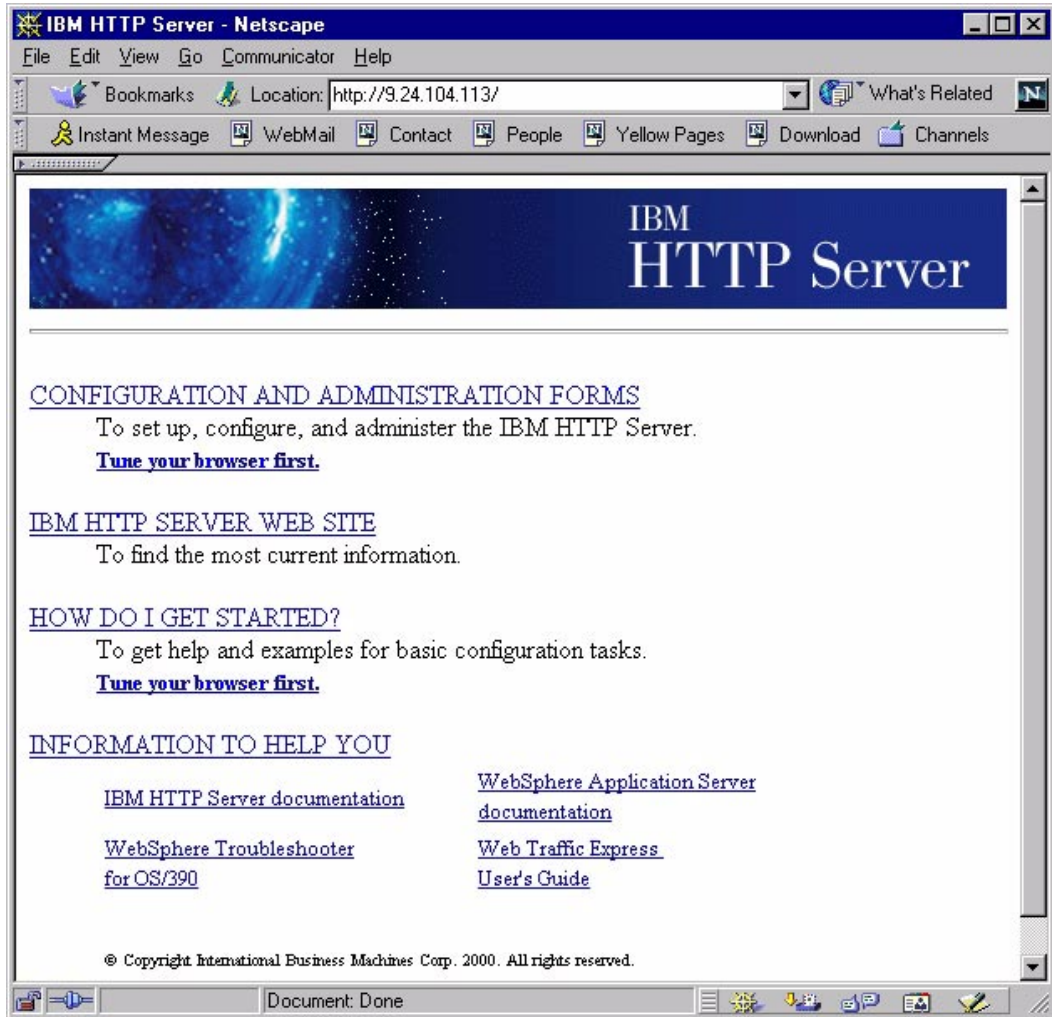 IBM HTTP Server - Netscape
File Edit View Go Communicator Help
Bookmarks Location: http://9.24.104.113/ What's Related N
Instant Message WebMail Contact People Yellow Pages Download Channels
IBM
HTTP Server
CONFIGURATION AND ADMINISTRATION FORMS
To set up, configure, and administer the IBM HTTP Server.
Tune your browser first.
IBM HTTP SERVER WEB SITE
To find the most current information.
HOW DO I GET STARTED?
To get help and examples for basic configuration tasks.
Tune your browser first.
INFORMATION TO HELP YOU
IBM HTTP Server documentation
WebSphere Application Server
documentation
WebSphere Troubleshooter
for OS/390
Web Traffic Express
User's Guide
© Copyright International Business Machines Corp. 2000. All rights reserved.
Document: Done